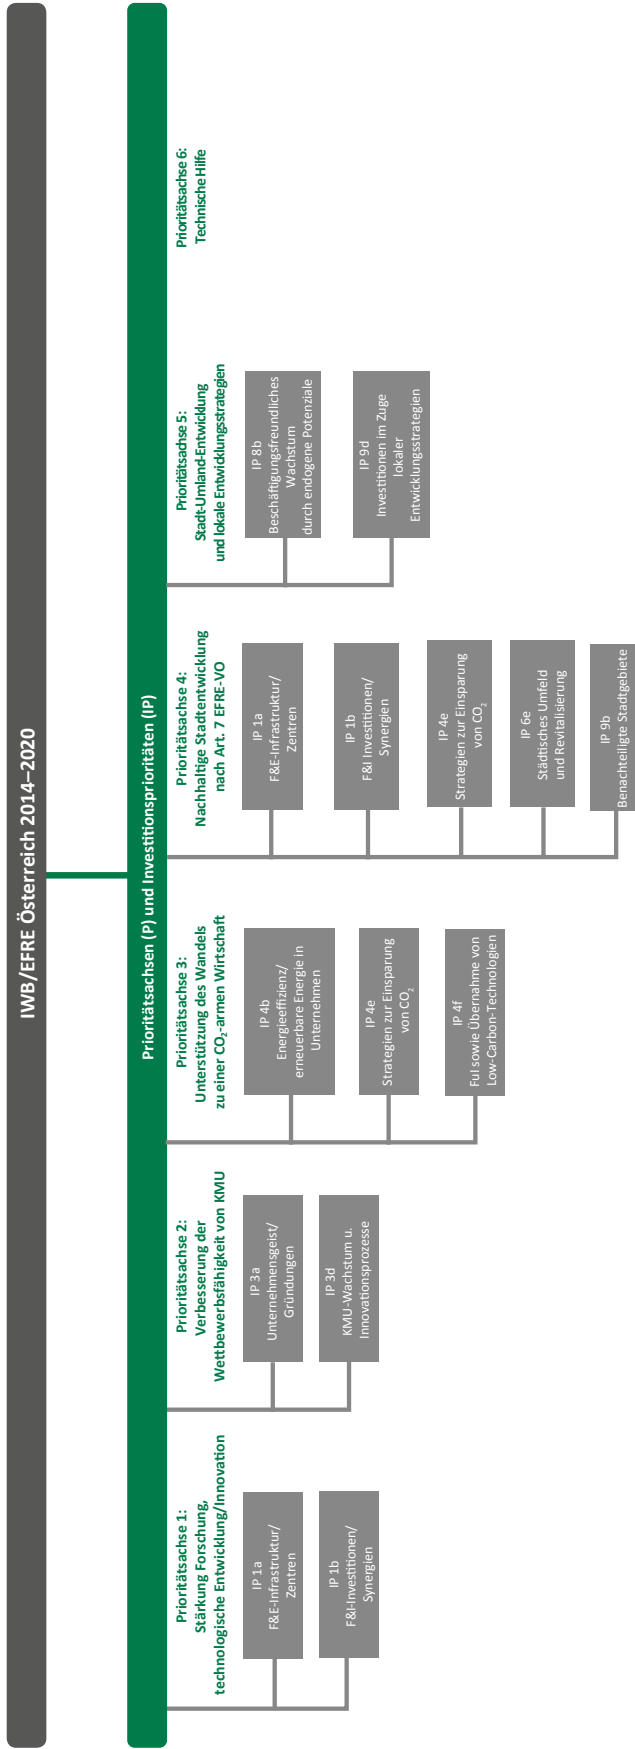 IWB/EFRE Österreich 2014–2020
Prioritätsachsen (P) und Investitionsprioritäten (IP)
Prioritätsachse 1:
Stärkung Forschung,
technologische Entwicklung/Innovation
IP 1a
F&E-Infrastruktur/
Zentren
IP 1b
F&I-Investitionen/
Synergien
Prioritätsachse 2:
Verbesserung der
Wettbewerbsfähigkeit von KMU
IP 3a
Unternehmensgeist/
Gründungen
IP 3d
KMU-Wachstum u.
Innovationsprozesse
Prioritätsachse 3:
Unterstützung des Wandels
zu einer CO₂-armen Wirtschaft
IP 4b
Energieeffizienz/
erneuerbare Energie in
Unternehmen
IP 4e
Strategien zur Einsparung
von CO₂
IP 4f
FuI sowie Übernahme von
Low-Carbon-Technologien
Prioritätsachse 4:
Nachhaltige Stadtentwicklung
nach Art. 7 EFRE-VO
IP 1a
F&E-Infrastruktur/
Zentren
IP 1b
F&I Investitionen/
Synergien
IP 4e
Strategien zur Einsparung
von CO₂
IP 6e
Städtisches Umfeld
und Revitalisierung
IP 9b
Benachteiligte Stadtgebiete
Prioritätsachse 5:
Stadt-Umland-Entwicklung
und lokale Entwicklungsstrategien
IP 8b
Beschäftigungsfreundliches
Wachstum
durch endogene Potenziale
IP 9d
Investitionen im Zuge
lokaler
Entwicklungsstrategien
Prioritätsachse 6:
Technische Hilfe